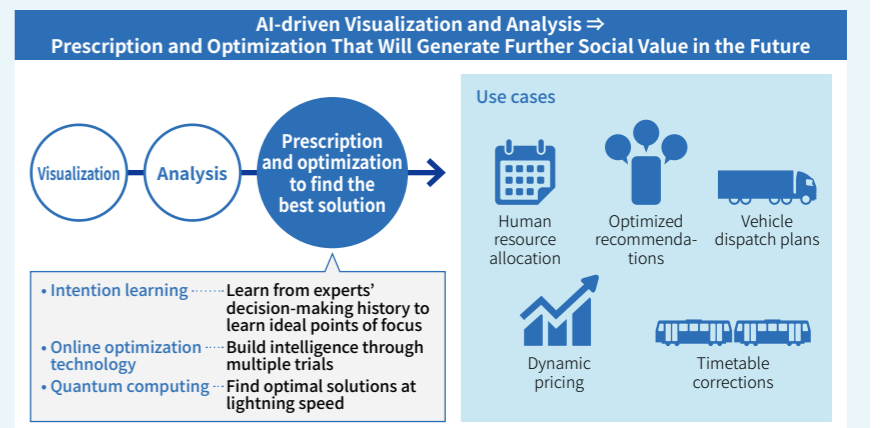 AI-driven Visualization and Analysis ⇒
Prescription and Optimization That Will Generate Further Social Value in the Future
Visualization
Analysis
Prescription
and optimization
to find the
best solution
• Intention learning ······· Learn from experts’
decision-making history to
learn ideal points of focus
• Online optimization ···· Build intelligence through
technology multiple trials
• Quantum computing ··· Find optimal solutions at
lightning speed
Use cases
Human
resource
allocation
Optimized
recommenda-
tions
Vehicle
dispatch plans
Dynamic
pricing
Timetable
corrections